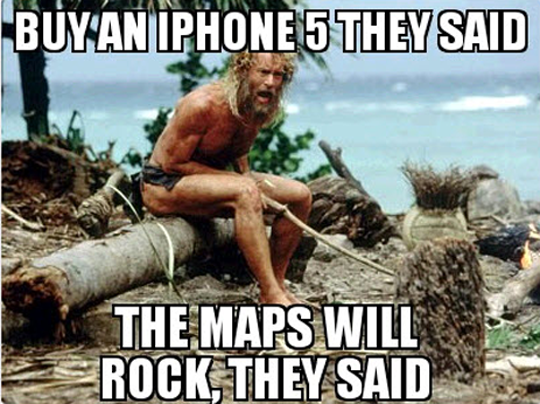 BUY AN IPHONE 5 THEY SAID
THE MAPS WILL
ROCK, THEY SAID